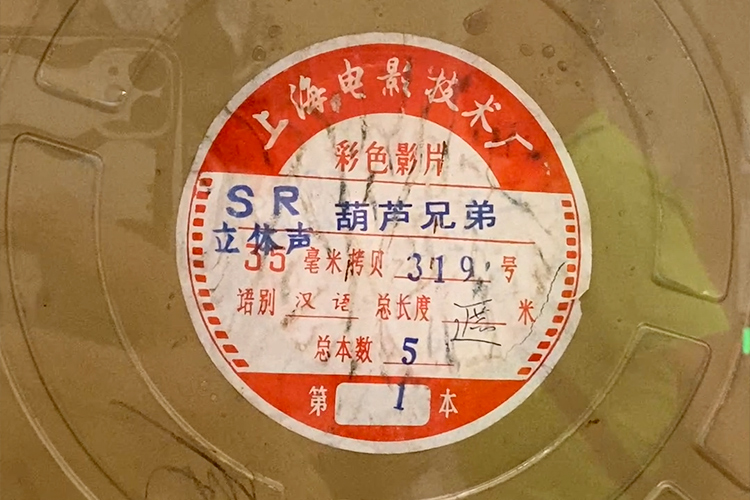 上海电影技术厂
彩色影片
SR 葫芦兄弟
立体声
35 毫米拷贝 319 号
语别 汉语 总长度 遮 米
总本数 5
第 1 本